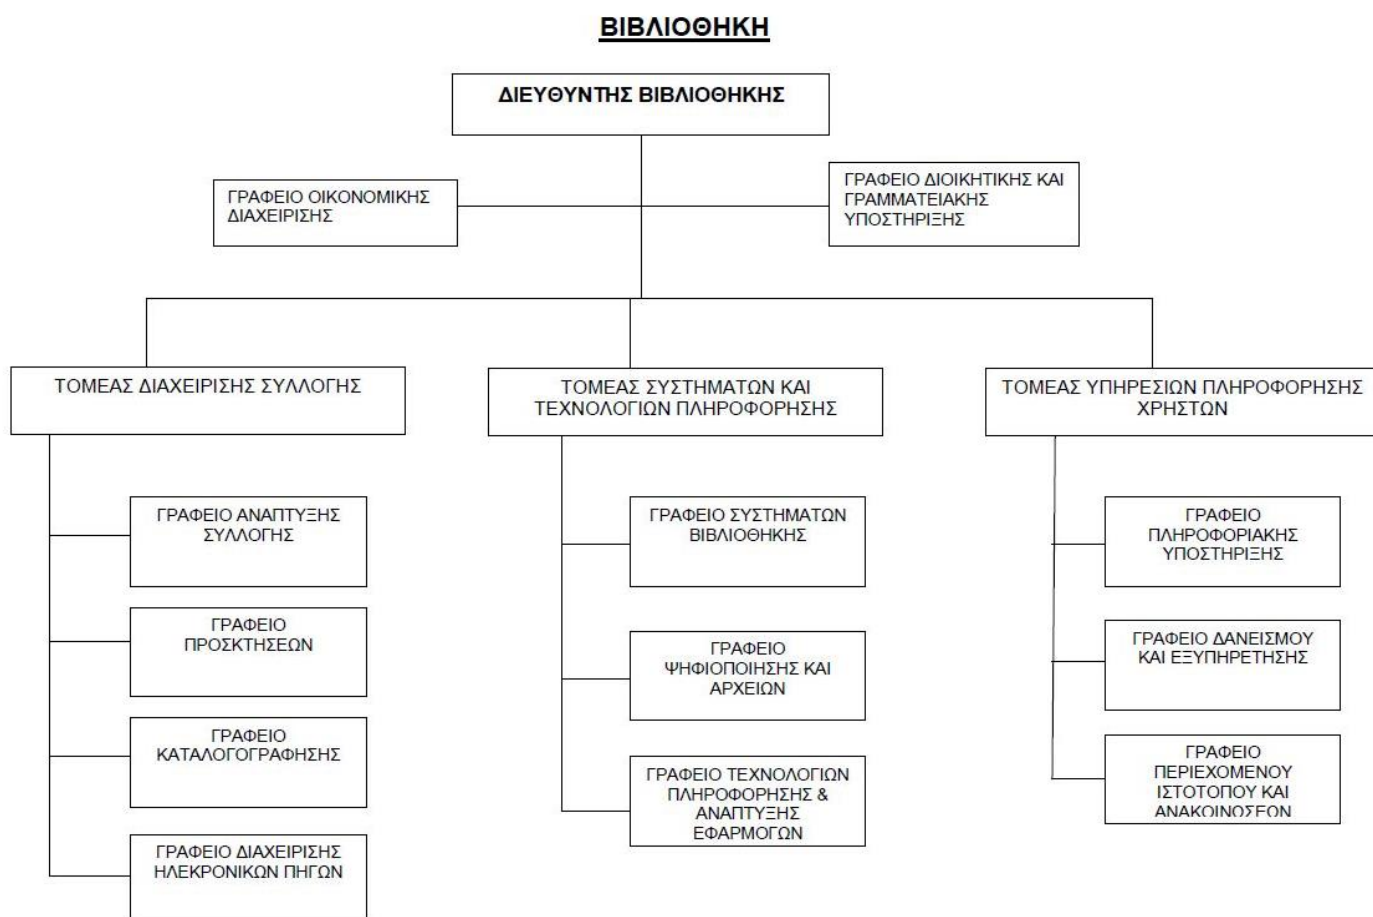 ΒΙΒΛΙΟΘΗΚΗ
ΔΙΕΥΘΥΝΤΗΣ ΒΙΒΛΙΟΘΗΚΗΣ
ΓΡΑΦΕΙΟ ΟΙΚΟΝΟΜΙΚΗΣ
ΔΙΑΧΕΙΡΙΣΗΣ
ΓΡΑΦΕΙΟ ΔΙΟΙΚΗΤΙΚΗΣ ΚΑΙ
ΓΡΑΜΜΑΤΕΙΑΚΗΣ
ΥΠΟΣΤΗΡΙΞΗΣ
ΤΟΜΕΑΣ ΔΙΑΧΕΙΡΙΣΗΣ ΣΥΛΛΟΓΗΣ
ΤΟΜΕΑΣ ΣΥΣΤΗΜΑΤΩΝ ΚΑΙ
ΤΕΧΝΟΛΟΓΙΩΝ ΠΛΗΡΟΦΟΡΗΣΗΣ
ΤΟΜΕΑΣ ΥΠΗΡΕΣΙΩΝ ΠΛΗΡΟΦΟΡΗΣΗΣ
ΧΡΗΣΤΩΝ
ΓΡΑΦΕΙΟ ΑΝΑΠΤΥΞΗΣ
ΣΥΛΛΟΓΗΣ
ΓΡΑΦΕΙΟ
ΠΡΟΣΚΤΗΣΕΩΝ
ΓΡΑΦΕΙΟ
ΚΑΤΑΛΟΓΟΓΡΑΦΗΣΗΣ
ΓΡΑΦΕΙΟ ΔΙΑΧΕΙΡΙΣΗΣ
ΗΛΕΚΡΟΝΙΚΩΝ ΠΗΓΩΝ
ΓΡΑΦΕΙΟ ΣΥΣΤΗΜΑΤΩΝ
ΒΙΒΛΙΟΘΗΚΗΣ
ΓΡΑΦΕΙΟ
ΨΗΦΙΟΠΟΙΗΣΗΣ ΚΑΙ
ΑΡΧΕΙΩΝ
ΓΡΑΦΕΙΟ ΤΕΧΝΟΛΟΓΙΩΝ
ΠΛΗΡΟΦΟΡΗΣΗΣ &
ΑΝΑΠΤΥΞΗΣ
ΕΦΑΡΜΟΓΩΝ
ΓΡΑΦΕΙΟ
ΠΛΗΡΟΦΟΡΙΑΚΗΣ
ΥΠΟΣΤΗΡΙΞΗΣ
ΓΡΑΦΕΙΟ ΔΑΝΕΙΣΜΟΥ
ΚΑΙ ΕΞΥΠΗΡΕΤΗΣΗΣ
ΓΡΑΦΕΙΟ
ΠΕΡΙΕΧΟΜΕΝΟΥ
ΙΣΤΟΤΟΠΟΥ ΚΑΙ
ΑΝΑΚΟΙΝΩΣΕΩΝ